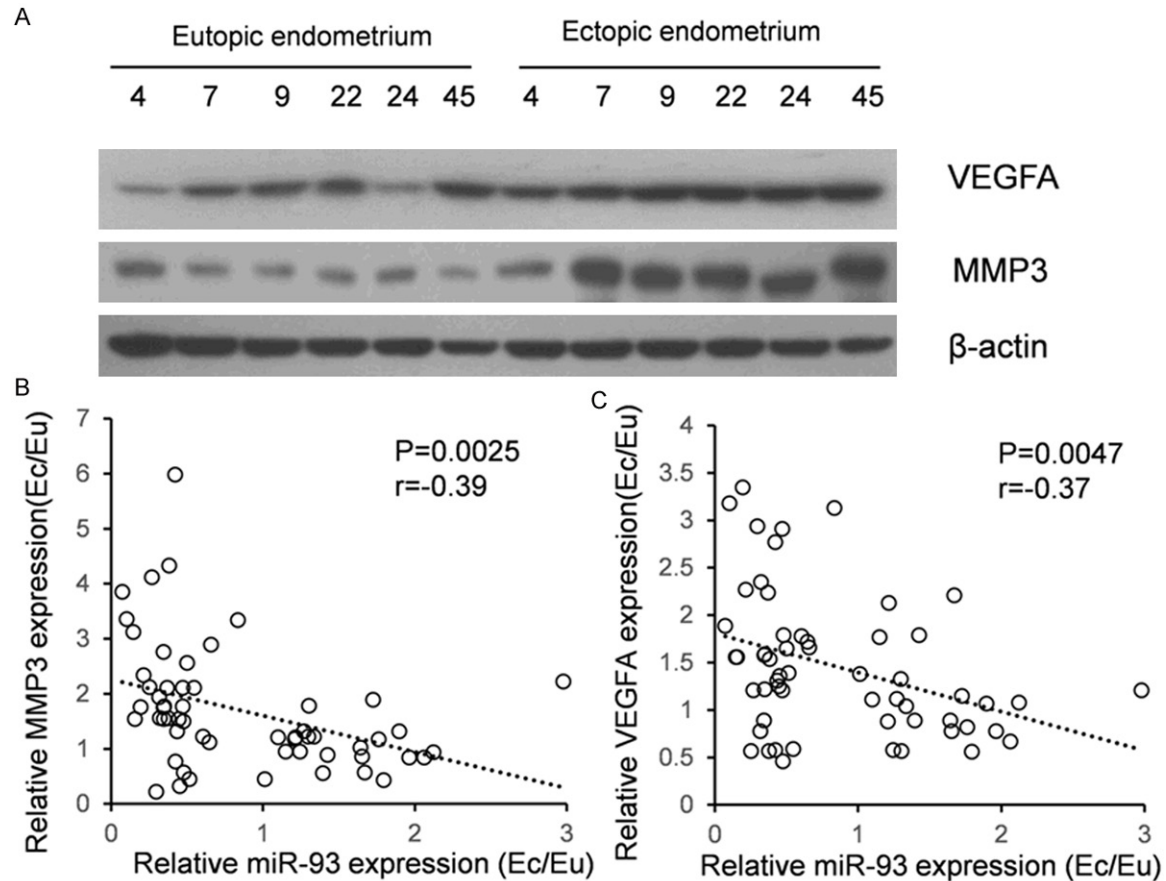 A
Eutopic endometrium Ectopic endometrium
4 7 9 22 24 45 4 7 9 22 24 45
VEGFA
MMP3
β-actin
B
Relative MMP3 expression(Ec/Eu)
7
6
5
4
3
2
1
0
P=0.0025
r=-0.39
0 1 2 3
Relative miR-93 expression (Ec/Eu)
C
Relative VEGFA expression(Ec/Eu)
4
3.5
3
2.5
2
1.5
1
0.5
0
P=0.0047
r=-0.37
0 1 2 3
Relative miR-93 expression (Ec/Eu)